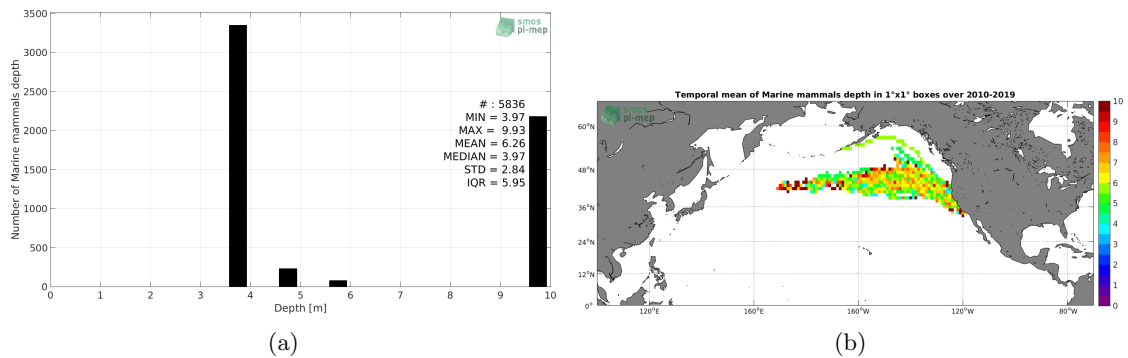 3500
3000
2500
2000
1500
1000
500
0
Number of Marine mammals depth
smos
pi-mep
# : 5836
MIN = 3.97
MAX = 9.93
MEAN = 6.26
MEDIAN = 3.97
STD = 2.84
IQR = 5.95
0 1 2 3 4 5 6 7 8 9 10
Depth [m]
(a)
Temporal mean of Marine mammals depth in 1°x1° boxes over 2010-2019
smos
pi-mep
60°N
48°N
36°N
24°N
12°N
0°
120°E 160°E 160°W 120°W 80°W
10
9
8
7
6
5
4
3
2
1
0
(b)